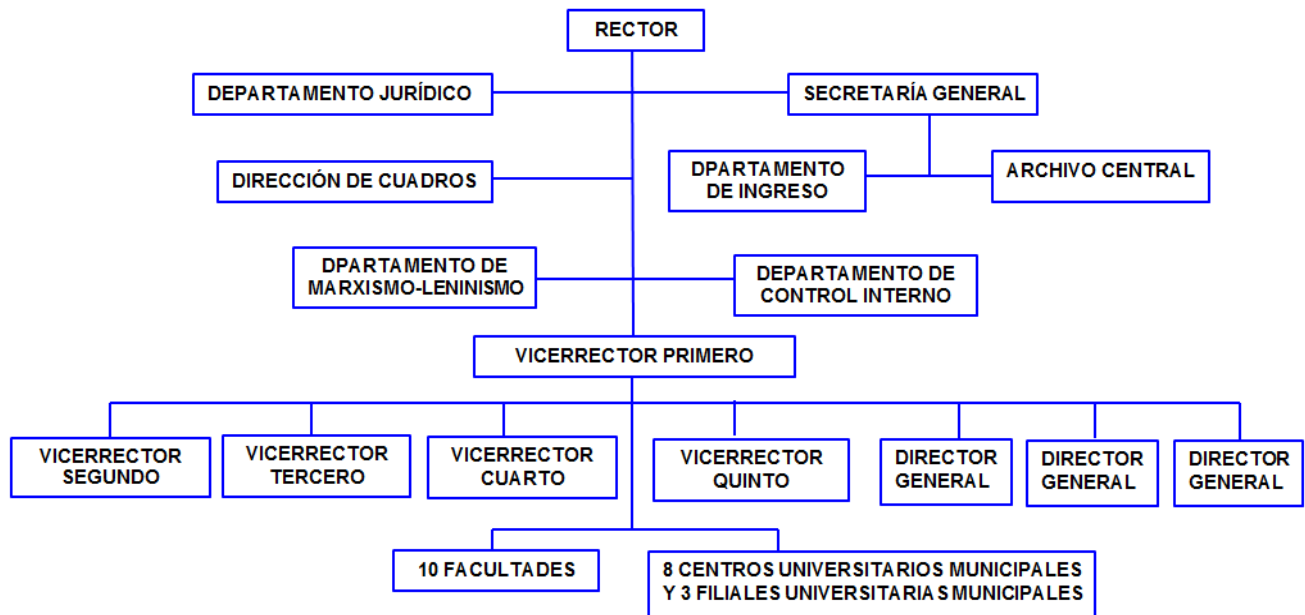 RECTOR
DEPARTAMENTO JURÍDICO
SECRETARÍA GENERAL
DIRECCIÓN DE CUADROS
DPARTAMENTO
DE INGRESO
ARCHIVO CENTRAL
DPARTAMENTO DE
MARXISMO-LENINISMO
DEPARTAMENTO DE
CONTROL INTERNO
VICERRECTOR PRIMERO
VICERRECTOR
SEGUNDO
VICERRECTOR
TERCERO
VICERRECTOR
CUARTO
VICERRECTOR
QUINTO
DIRECTOR
GENERAL
DIRECTOR
GENERAL
DIRECTOR
GENERAL
10 FACULTADES
8 CENTROS UNIVERSITARIOS MUNICIPALES
Y 3 FILIALES UNIVERSITARIAS MUNICIPALES